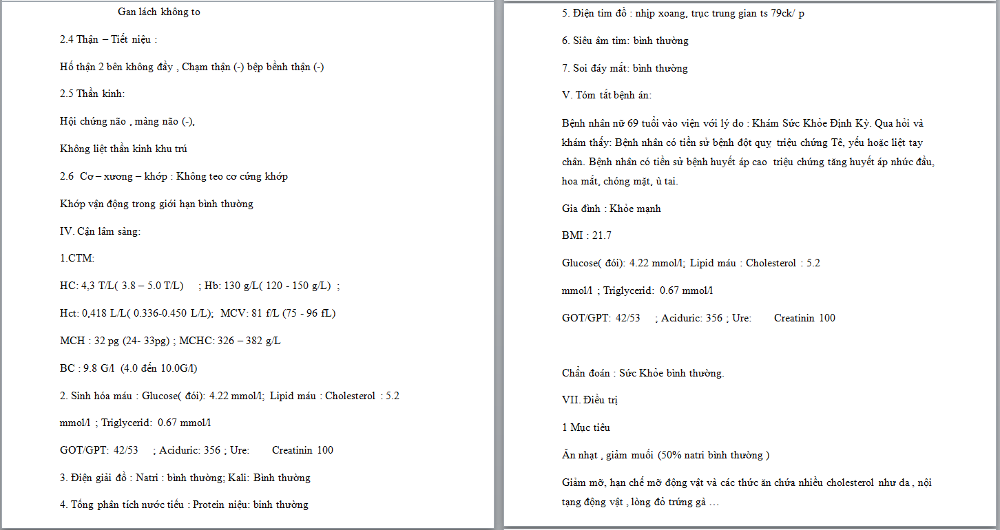 Gan lách không to
2.4 Thận – Tiết niệu :
Hố thận 2 bên không đầy , Chạm thận (-) bệp bềnh thận (-)
2.5 Thần kinh:
Hội chứng não , màng não (-),
Không liệt thần kinh khu trú
2.6 Cơ – xương – khớp : Không teo cơ cứng khớp
Khớp vận động trong giới hạn bình thường
IV. Cận lâm sàng:
1.CTM:
HC: 4,3 T/L( 3.8 – 5.0 T/L) ; Hb: 130 g/L( 120 - 150 g/L) ;
Hct: 0,418 L/L( 0.336-0.450 L/L); MCV: 81 f/L (75 - 96 fL)
MCH : 32 pg (24- 33pg) ; MCHC: 326 – 382 g/L
BC : 9.8 G/l (4.0 đến 10.0G/l)
2. Sinh hóa máu : Glucose( đói): 4.22 mmol/l; Lipid máu : Cholesterol : 5.2
mmol/l ; Triglycerid: 0.67 mmol/l
GOT/GPT: 42/53 ; Aciduric: 356 ; Ure: Creatinin 100
3. Điện giải đồ : Natri : bình thường; Kali: Bình thường
4. Tổng phân tích nước tiểu : Protein niệu: bình thường
5. Điện tim đồ : nhịp xoang, trục trung gian ts 79ck/ p
6. Siêu âm tim: bình thường
7. Soi đáy mắt: bình thường
V. Tóm tắt bệnh án:
Bệnh nhân nữ 69 tuổi vào viện với lý do : Khám Sức Khỏe Định Kỳ. Qua hỏi và
khám thấy: Bệnh nhân có tiền sử bệnh đột quỵ triệu chứng Tê, yếu hoặc liệt tay
chân. Bệnh nhân có tiền sử bệnh huyết áp cao triệu chứng tăng huyết áp nhức đầu,
hoa mắt, chóng mặt, ù tai.
Gia đình : Khỏe mạnh
BMI : 21.7
Glucose( đói): 4.22 mmol/l; Lipid máu : Cholesterol : 5.2
mmol/l ; Triglycerid: 0.67 mmol/l
GOT/GPT: 42/53 ; Aciduric: 356 ; Ure: Creatinin 100
Chẩn đoán : Sức Khỏe bình thường.
VII. Điều trị
1 Mục tiêu
Ăn nhạt , giảm muối (50% natri bình thường )
Giảm mỡ, hạn chế mỡ động vật và các thức ăn chứa nhiều cholesterol như da , nội
tạng động vật , lòng đỏ trứng gà …